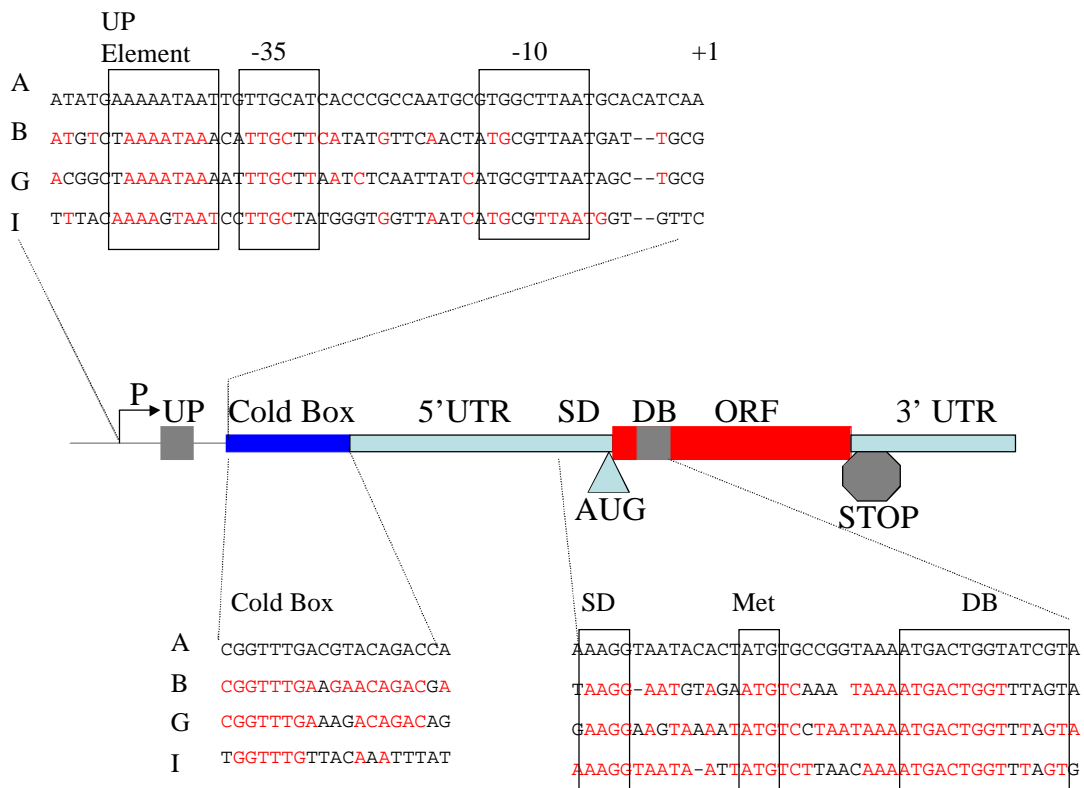 UP
Element -35 -10 +1
A ATATGAAAAATAATTGTTGCATCACCCGCCAATGCGTGGCTTAATGCACATCAA
B ATGTCTAAAATAAACATTGCTTCATATGTTCAACTATGCGTTAATGAT--TGCG
G ACGGCTAAAATAAAATTTGCTTAATCTCAATTATCATGCGTTAATAGC--TGCG
I TTTACAAAAGTAATCCTTGCTATGGGTGGTTAATCATGCGTTAATGGT--GTTC
P
UP Cold Box 5'UTR SD DB ORF 3' UTR
AUG STOP
Cold Box
A CGGTTTGACGTACAGACCA
B CGGTTTGAAGAACAGACGA
G CGGTTTGAAAGACAGACAG
I TGGTTTGTTACAAATTTAT
SD Met DB
AAAGGTAATACACTATGTGCCGGTAAAATGACTGGTATCGTA
TAAGG-AATGTAGAATGTCAAA TAAAATGACTGGTTTAGTA
GAAGGAAGTAAAATATGTCCTAATAAAATGACTGGTTTAGTA
AAAGGTAATA-ATTATGTCTTAACAAAATGACTGGTTTAGTG